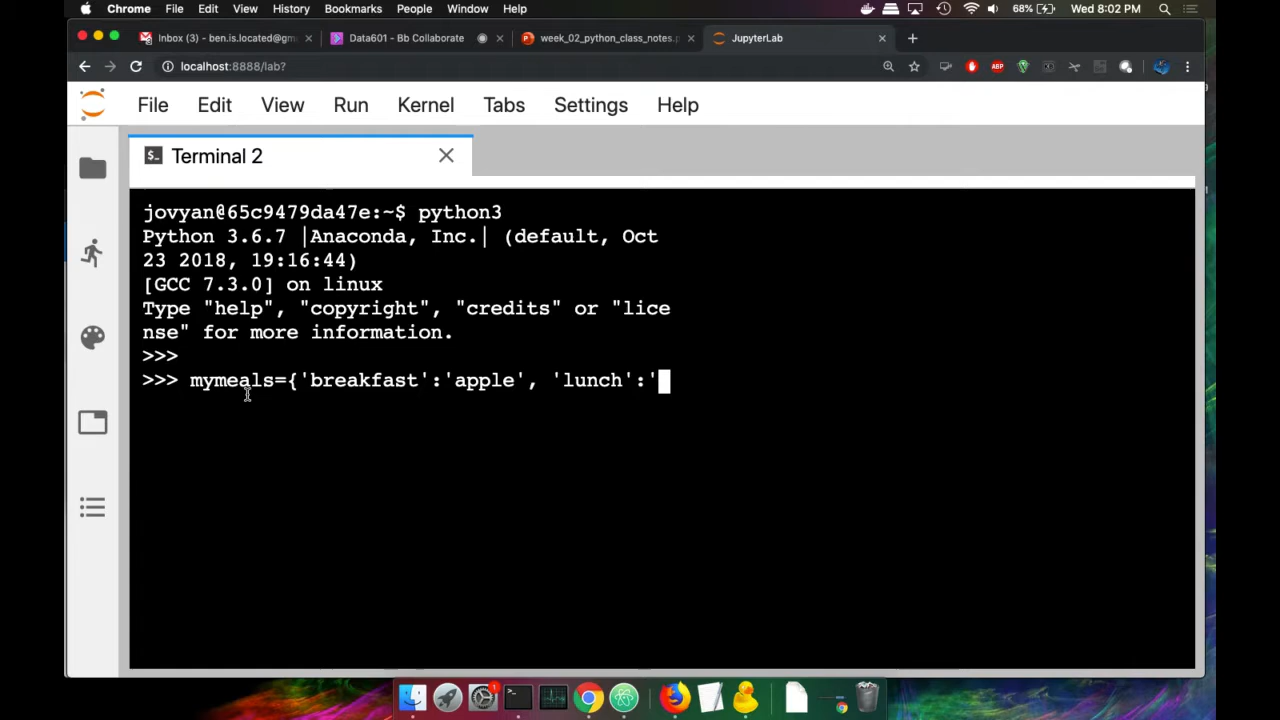 Chrome File Edit View History Bookmarks People Window Help 68% Wed 8:02 PM
Inbox (3) - ben.is.located@gm Data601 - Bb Collaborate week_02_python_class_notes.p JupyterLab
localhost:8888/lab?
ABP
File Edit View Run Kernel Tabs Settings Help
Terminal 2
jovyan@65c9479da47e:~$ python3
Python 3.6.7 |Anaconda, Inc.| (default, Oct
23 2018, 19:16:44)
[GCC 7.3.0] on linux
Type "help", "copyright", "credits" or "lice
nse" for more information.
>>>
>>> mymeals={'breakfast':'apple', 'lunch':'
1